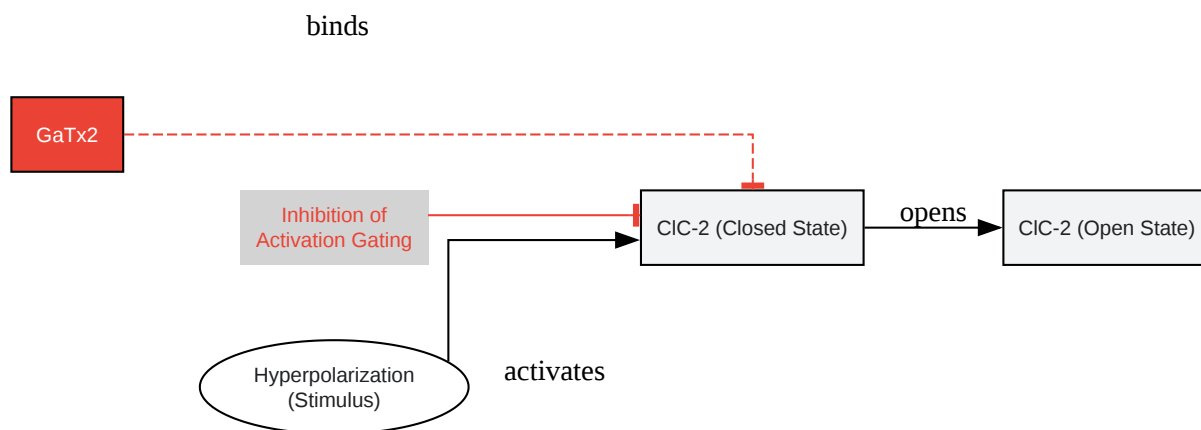 binds
GaTx2
Inhibition of
Activation Gating
ClC-2 (Closed State)
opens
ClC-2 (Open State)
Hyperpolarization
(Stimulus)
activates